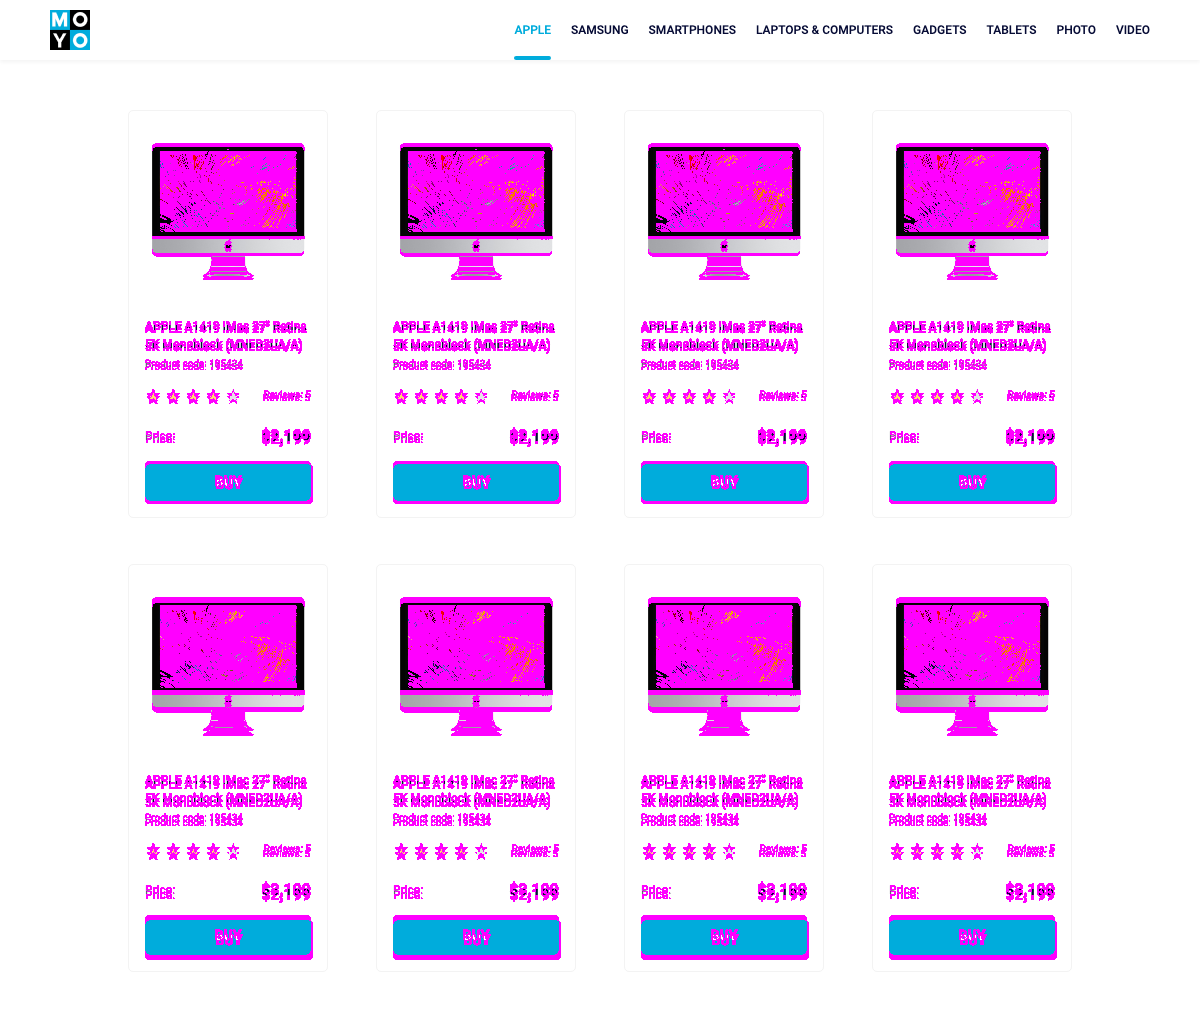 MO
YO
APPLE SAMSUNG SMARTPHONES LAPTOPS & COMPUTERS GADGETS TABLETS PHOTO VIDEO
APPLE A1419 iMac 27" Retina APPLE A1419 iMac 27" Retina APPLE A1419 iMac 27" Retina APPLE A1419 iMac 27" Retina
5K Monoblock (MNED2UA/A) 5K Monoblock (MNED2UA/A) 5K Monoblock (MNED2UA/A) 5K Monoblock (MNED2UA/A)
Product code: 195434 Product code: 195434 Product code: 195434 Product code: 195434
Reviews: 5 Reviews: 5 Reviews: 5 Reviews: 5
Price: $2,199 Price: $2,199 Price: $2,199 Price: $2,199
BUY BUY BUY BUY
APPLE A1419 iMac 27" Retina APPLE A1419 iMac 27" Retina APPLE A1419 iMac 27" Retina APPLE A1419 iMac 27" Retina
5K Monoblock (MNED2UA/A) 5K Monoblock (MNED2UA/A) 5K Monoblock (MNED2UA/A) 5K Monoblock (MNED2UA/A)
Product code: 195434 Product code: 195434 Product code: 195434 Product code: 195434
Reviews: 5 Reviews: 5 Reviews: 5 Reviews: 5
Price: $2,199 Price: $2,199 Price: $2,199 Price: $2,199
BUY BUY BUY BUY